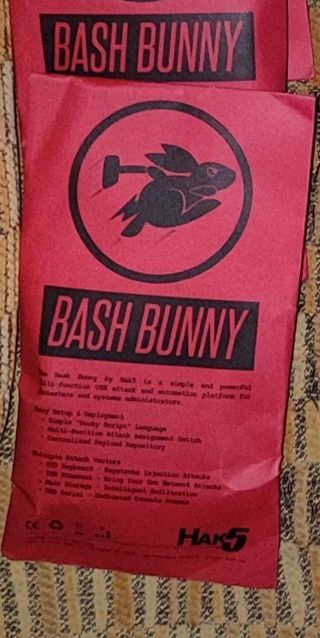 BASH BUNNY
BASH BUNNY
The Bash Bunny by Hak5 is a simple and powerful
multi-function USB attack and automation platform for
pentesters and systems administrators.
Easy Setup & Deployment
- Simple "Ducky Script" Language
- Multi-Position Attack Assignment Switch
- Centralized Payload Repository
Multiple Attack Vectors
- HID Keyboard - Keystroke Injection Attacks
- USB Ethernet - Bring Your Own Network Attacks
- Mass Storage - Intelligent Exfiltration
- USB Serial - Dedicated Console Access
CE
HAK5